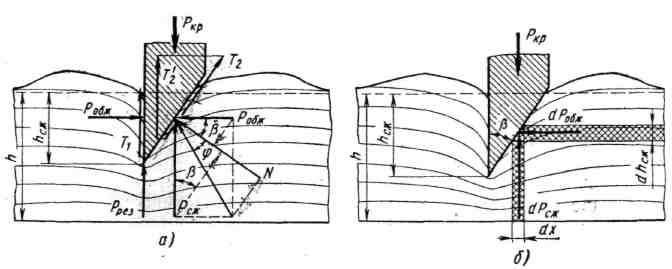 Pкр
T2
T'2
Pобж
Pобж
β
T1
h
hсж
φ
β
N
Pрез
Pсж
а)
Pкр
β
dPобж
h
hсж
dhсж
dPсж
dx
б)